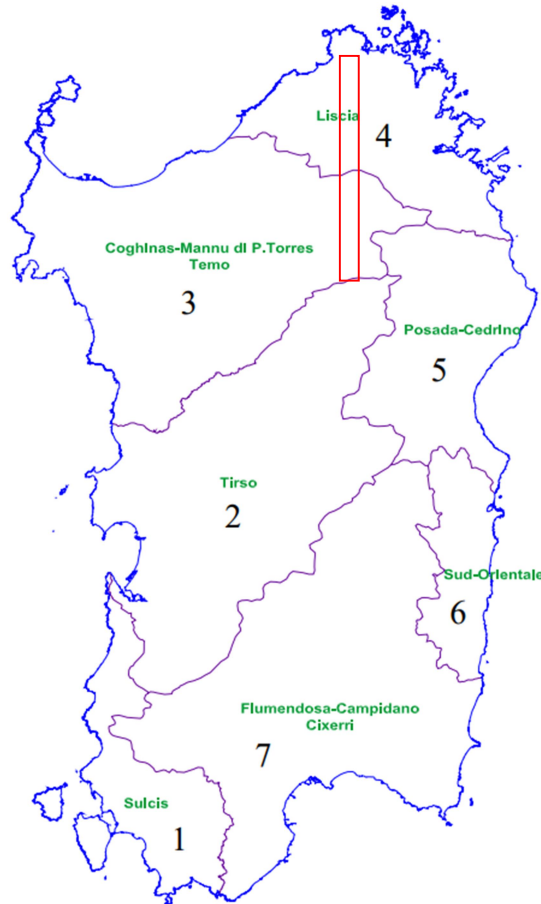 Liscia
4
CoghInas-Mannu dI P.Torres
Temo
3
Posada-CedrIno
5
Tirso
2
Sud-OrIentale
6
Flumendosa-Campidano
Cixerri
7
Sulcis
1